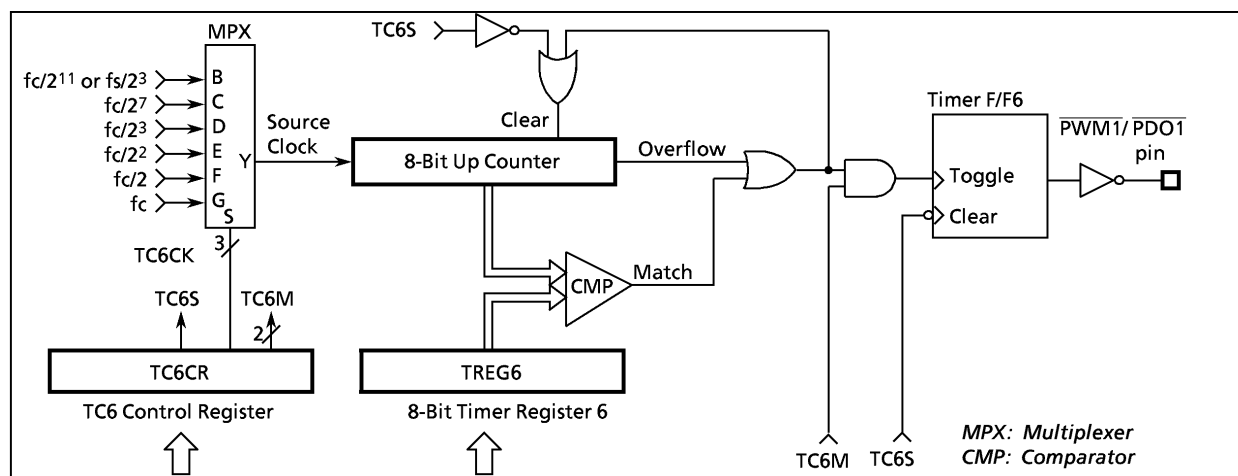 MPX
TC6S
fc/2¹¹ or fs/2³
fc/2⁷
fc/2³
fc/2²
fc/2
fc
B
C
D
E
F
G
Y
S
3
TC6CK
Source
Clock
Clear
8-Bit Up Counter
Overflow
Match
CMP
Timer F/F6
Toggle
Clear
PWM1/ PDO1
pin
TC6S
TC6M
2
TC6CR
TC6 Control Register
TREG6
8-Bit Timer Register 6
TC6M
TC6S
MPX: Multiplexer
CMP: Comparator